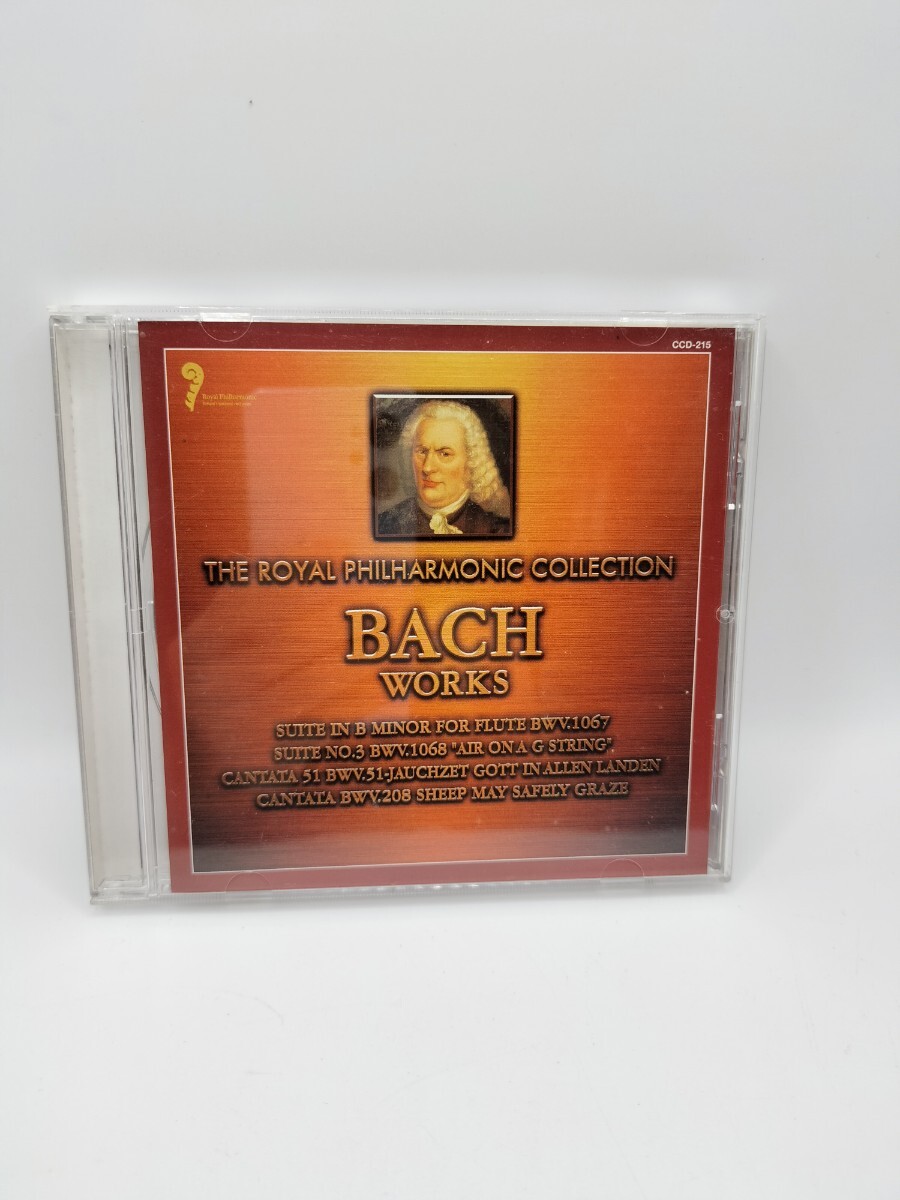 CCD-215
Royal Philharmonic
THE ROYAL PHILHARMONIC COLLECTION
BACH
WORKS
SUITE IN B MINOR FOR FLUTE BWV.1067
SUITE NO.3 BWV.1068 "AIR ON A G STRING",
CANTATA 51 BWV.51-JAUCHZET GOTT IN ALLEN LANDEN
CANTATA BWV.208 SHEEP MAY SAFELY GRAZE